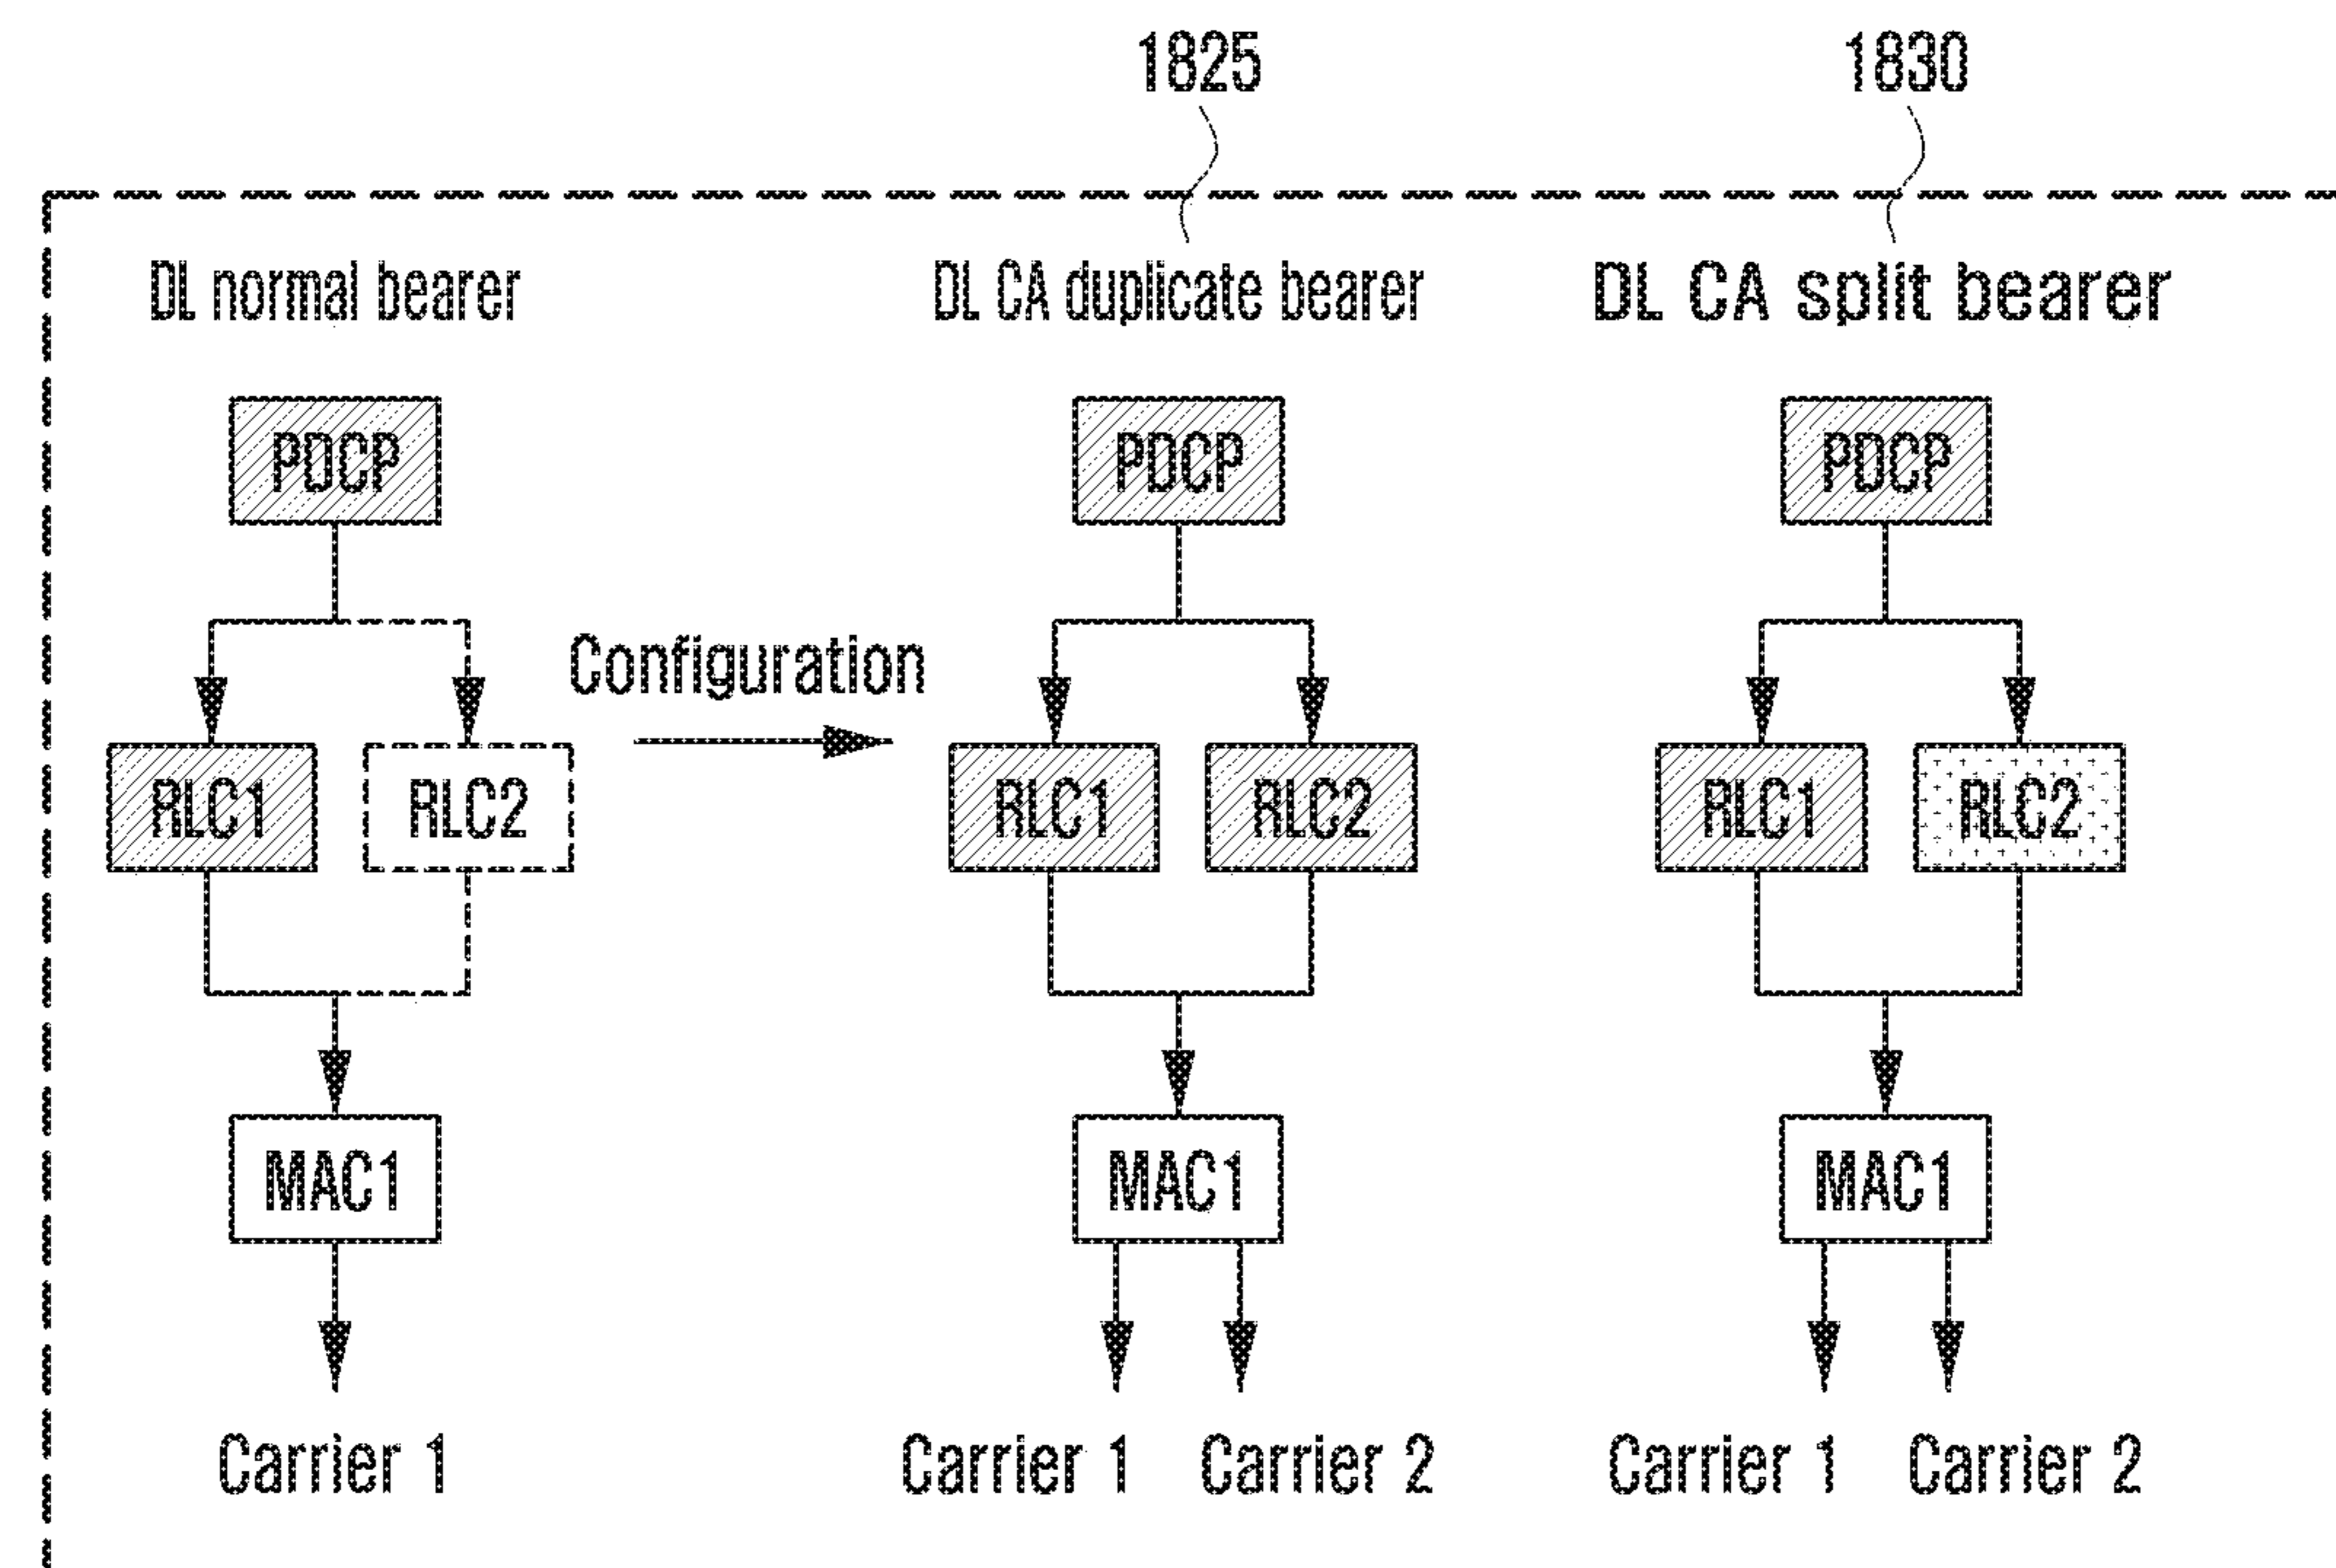 1825 1830
DL normal bearer DL CA duplicate bearer DL CA split bearer
PDCP PDCP PDCP
Configuration
RLC1 RLC2 RLC1 RLC2 RLC1 RLC2
MAC1 MAC1 MAC1
Carrier 1 Carrier 1 Carrier 2 Carrier 1 Carrier 2